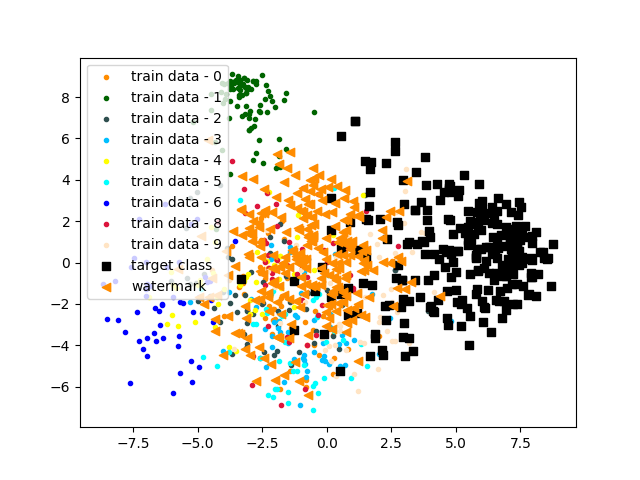 train data - 0
train data - 1
train data - 2
train data - 3
train data - 4
train data - 5
train data - 6
train data - 8
train data - 9
target class
watermark
8
6
4
2
0
−2
−4
−6
−7.5 −5.0 −2.5 0.0 2.5 5.0 7.5